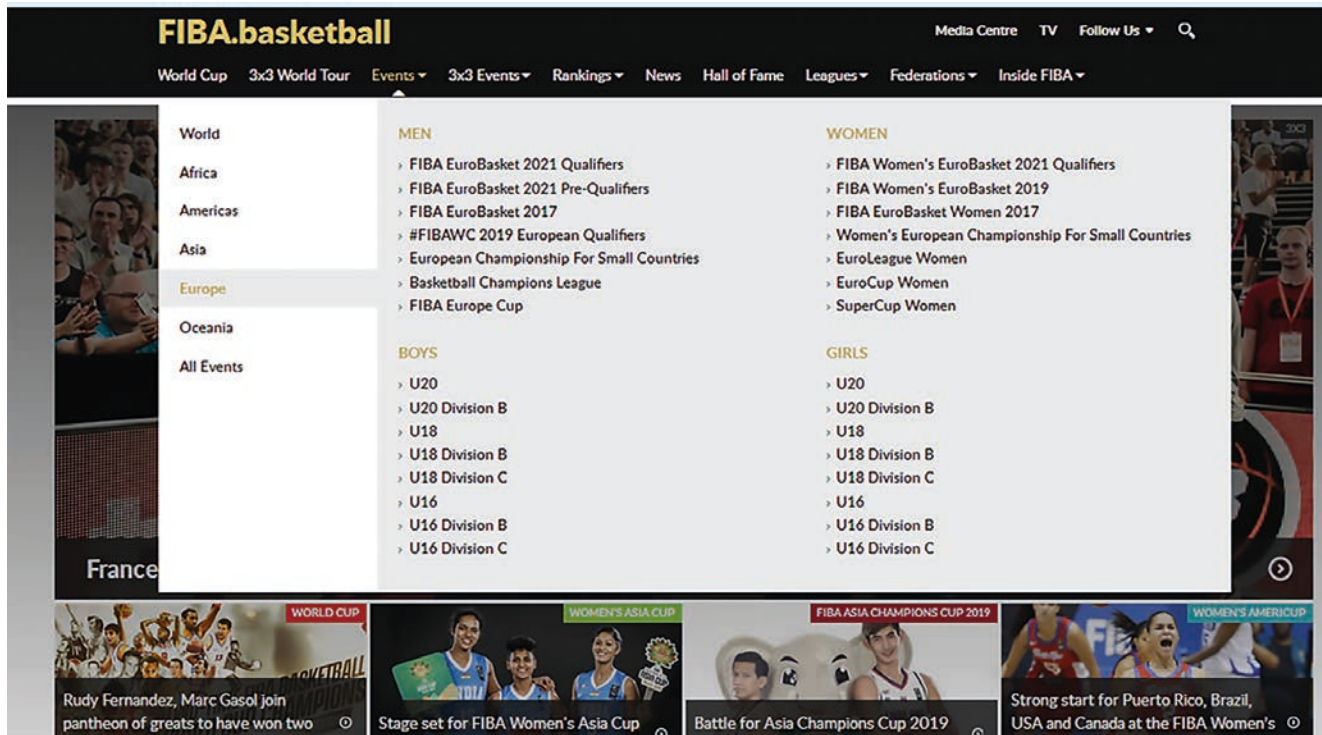 FIBA.basketball
Media Centre TV Follow Us
World Cup 3x3 World Tour Events 3x3 Events Rankings News Hall of Fame Leagues Federations Inside FIBA
World
Africa
Americas
Asia
Europe
Oceania
All Events
MEN
FIBA EuroBasket 2021 Qualifiers
FIBA EuroBasket 2021 Pre-Qualifiers
FIBA EuroBasket 2017
#FIBAWC 2019 European Qualifiers
European Championship For Small Countries
Basketball Champions League
FIBA Europe Cup
WOMEN
FIBA Women's EuroBasket 2021 Qualifiers
FIBA Women's EuroBasket 2019
FIBA EuroBasket Women 2017
Women's European Championship For Small Countries
EuroLeague Women
EuroCup Women
SuperCup Women
BOYS
U20
U20 Division B
U18
U18 Division B
U18 Division C
U16
U16 Division B
U16 Division C
GIRLS
U20
U20 Division B
U18
U18 Division B
U18 Division C
U16
U16 Division B
U16 Division C
3X3
France
WORLD CUP
BASKETBALL
CHAMPIONS
Rudy Fernandez, Marc Gasol join
pantheon of greats to have won two
WOMEN'S ASIA CUP
INDIA
Stage set for FIBA Women's Asia Cup
FIBA ASIA CHAMPIONS CUP 2019
Battle for Asia Champions Cup 2019
WOMEN'S AMERICUP
Strong start for Puerto Rico, Brazil,
USA and Canada at the FIBA Women's